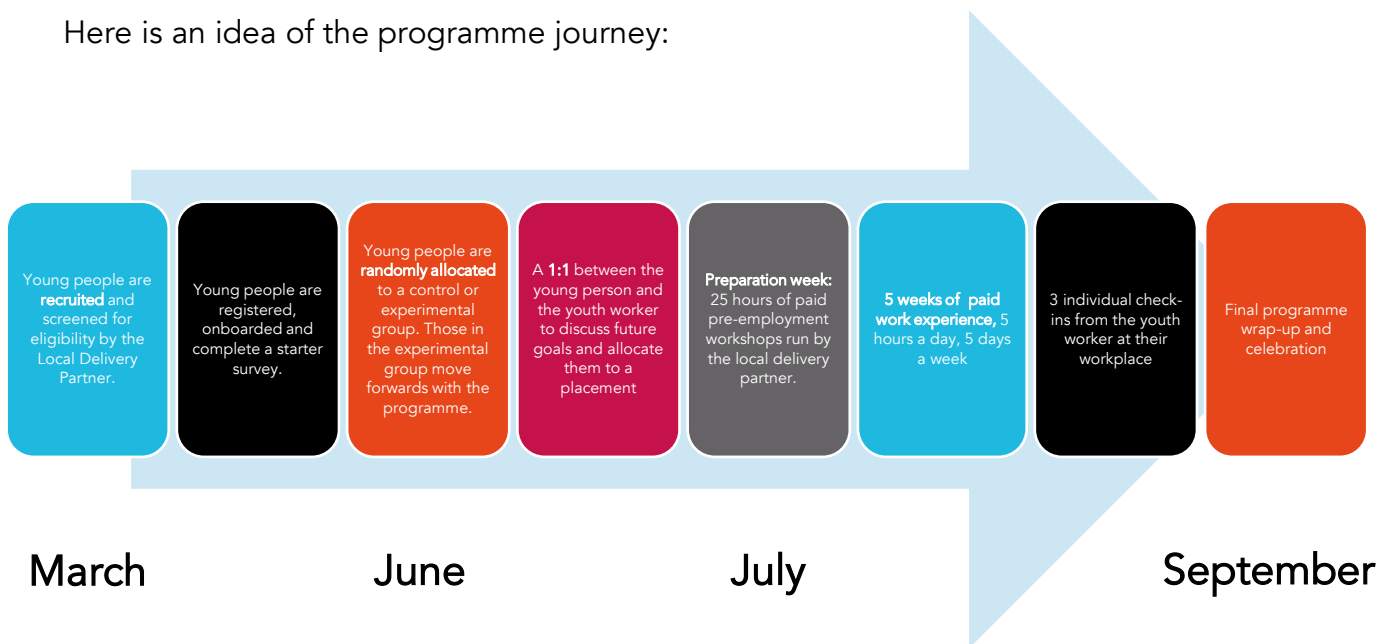 Here is an idea of the programme journey:
Young people are
recruited and
screened for
eligibility by the
Local Delivery
Partner.
Young people are
registered,
onboarded and
complete a starter
survey.
Young people are
randomly allocated
to a control or
experimental
group. Those in
the experimental
group move
forwards with the
programme.
A 1:1 between the
young person and
the youth worker
to discuss future
goals and allocate
them to a
placement
Preparation week:
25 hours of paid
pre-employment
workshops run by
the local delivery
partner.
5 weeks of paid
work experience, 5
hours a day, 5 days
a week
3 individual check-
ins from the youth
worker at their
workplace
Final programme
wrap-up and
celebration
March
June
July
September